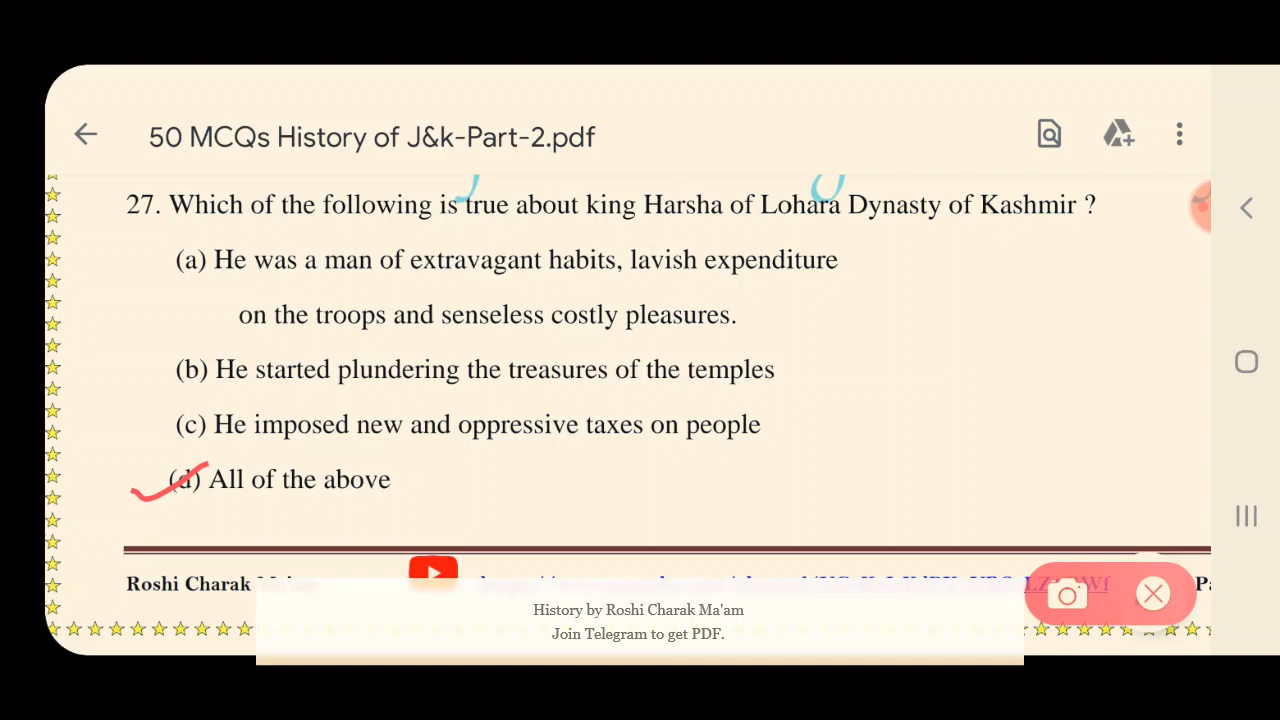 50 MCQs History of J&k-Part-2.pdf
27. Which of the following is true about king Harsha of Lohara Dynasty of Kashmir ?
(a) He was a man of extravagant habits, lavish expenditure
on the troops and senseless costly pleasures.
(b) He started plundering the treasures of the temples
(c) He imposed new and oppressive taxes on people
(d) All of the above
Roshi Charak
History by Roshi Charak Ma'am
Join Telegram to get PDF.